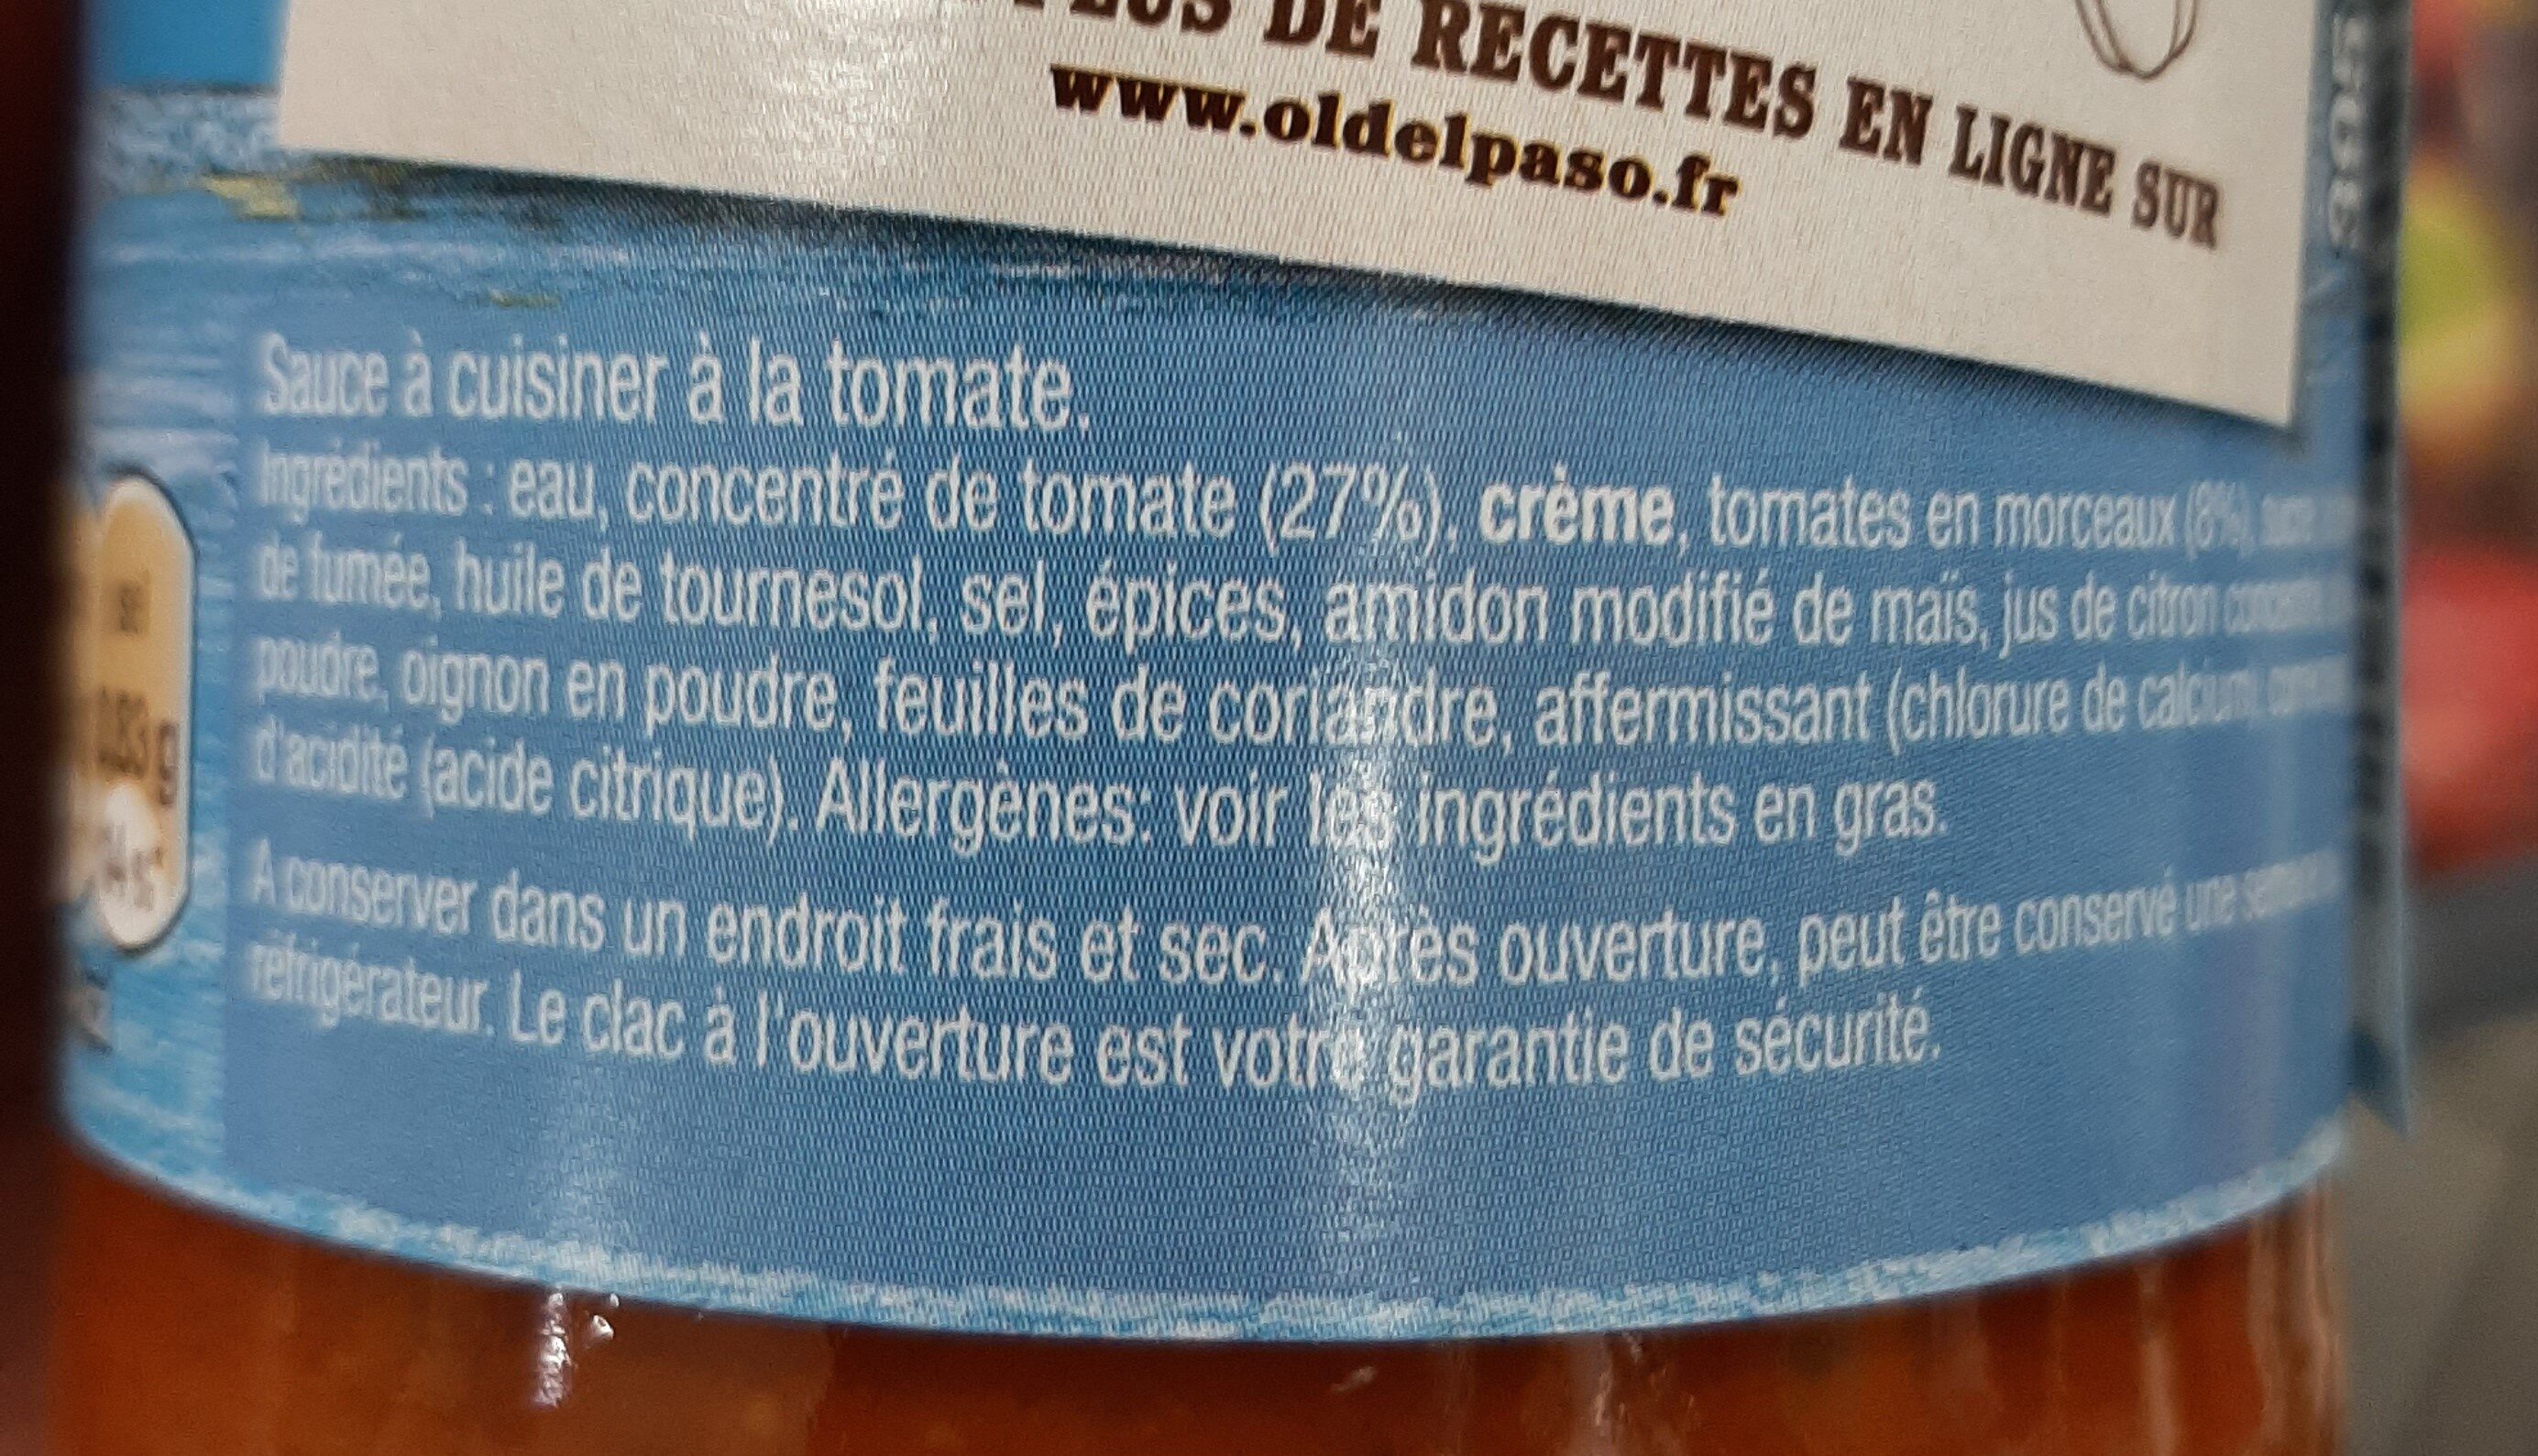 PLUS DE RECETTES EN LIGNE SUR
www.oldelpaso.fr
Sauce à cuisiner à la tomate.
Ingrédients : eau, concentré de tomate (27%), crème, tomates en morceaux (8%), sucre
de fumée, huile de tournesol, sel, épices, amidon modifié de maïs, jus de citron
poudre, oignon en poudre, feuilles de coriandre, affermissant (chlorure de calcium),
d'acidité (acide citrique). Allergènes: voir les ingrédients en gras.
A conserver dans un endroit frais et sec. Après ouverture, peut être conservé une
réfrigérateur. Le clac à l'ouverture est votre garantie de sécurité.
sel
0.83 g